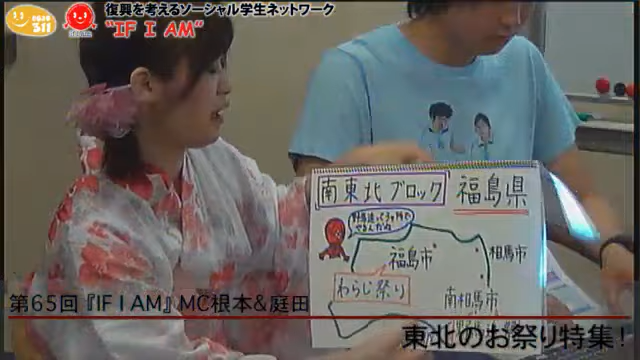 復興を考えるソーシャル学生ネットワーク
311
"IF I AM"
南東北ブロック 福島県
福島市
相馬市
わらじ祭り
南相馬市
第65回『IF I AM』MC根本&庭田
東北のお祭り特集!